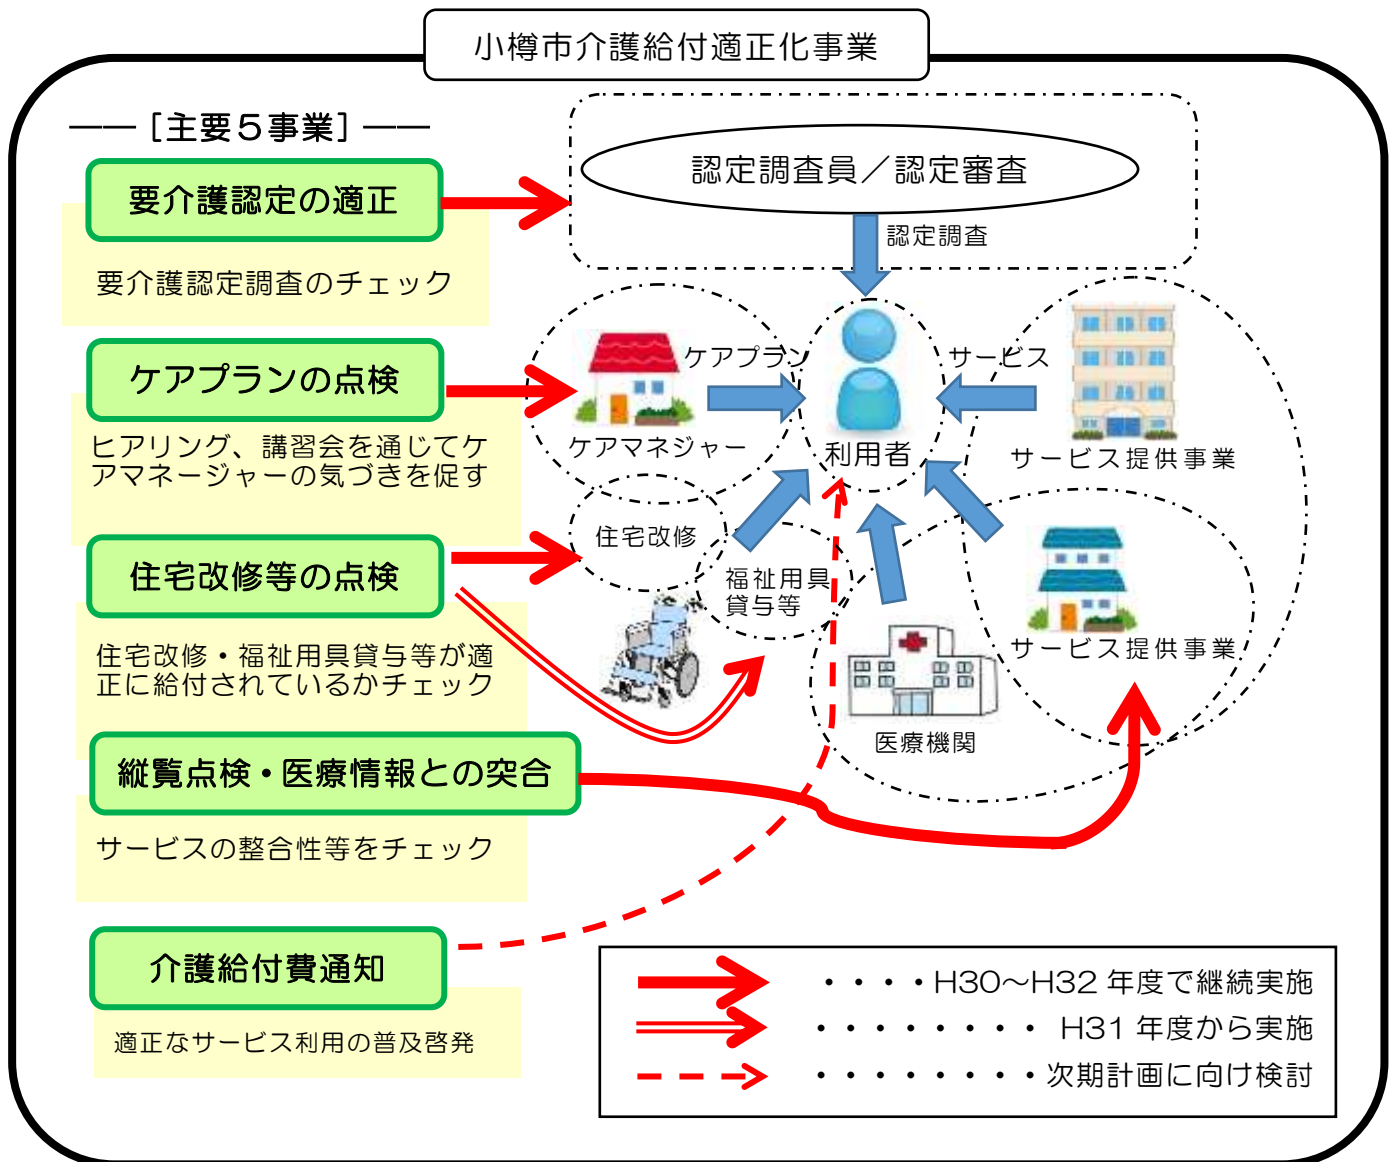 小樽市介護給付適正化事業
―― [主要５事業] ――
要介護認定の適正
要介護認定調査のチェック
ケアプランの点検
ヒアリング、講習会を通じてケ
アマネージャーの気づきを促す
住宅改修等の点検
住宅改修・福祉用具貸与等が適
正に給付されているかチェック
縦覧点検・医療情報との突合
サービスの整合性等をチェック
介護給付費通知
適正なサービス利用の普及啓発
認定調査員／認定審査
認定調査
ケアプラン
ケアマネジャー
利用者
サービス
サービス提供事業
住宅改修
福祉用具
貸与等
サービス提供事業
医療機関
・・・・H30～H32 年度で継続実施
・・・・・・・・ H31 年度から実施
・・・・・・・・次期計画に向け検討